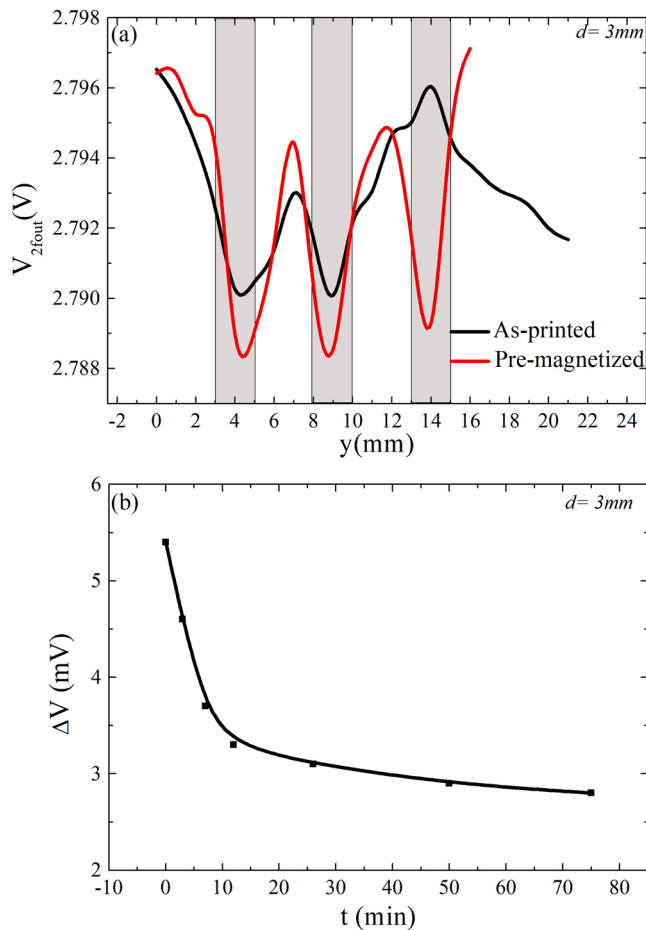 (a)
d= 3mm
2.798
2.796
2.794
2.792
2.790
2.788
V2fout(V)
As-printed
Pre-magnetized
-2 0 2 4 6 8 10 12 14 16 18 20 22 24
y(mm)
(b)
d= 3mm
6
5
4
3
2
ΔV (mV)
-10 0 10 20 30 40 50 60 70 80
t (min)